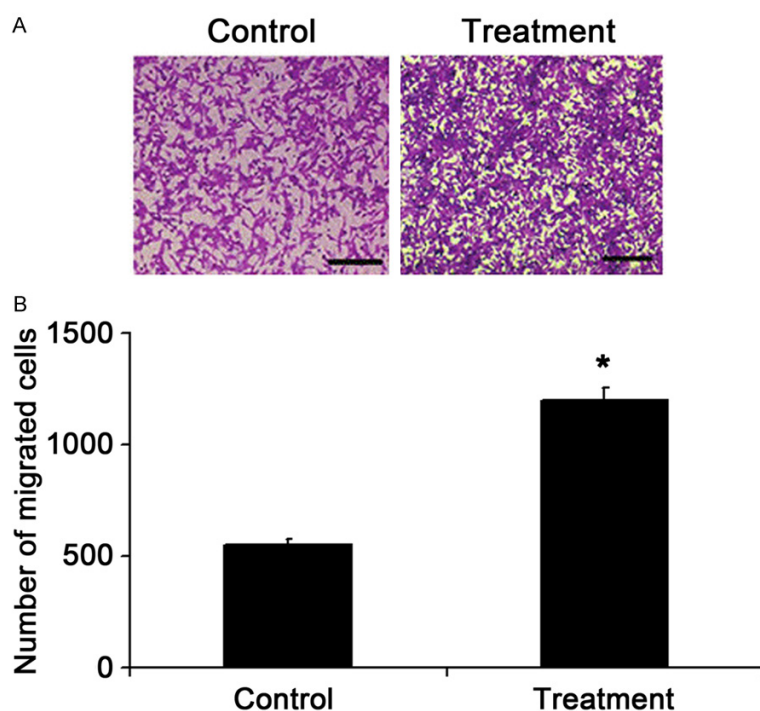 A
Control Treatment
B
Number of migrated cells
1500
1000
500
0
*
Control Treatment